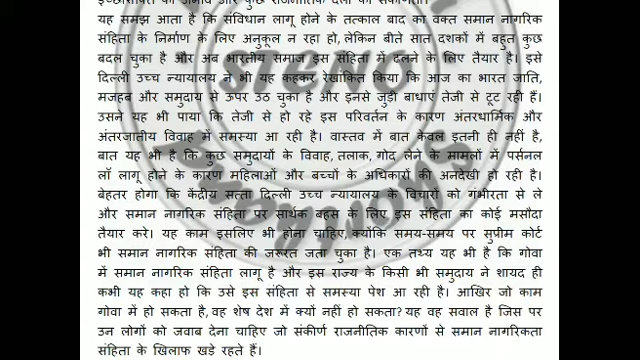 यह समझ आता है कि संविधान लागू होने के तत्काल बाद का वक्त समान नागरिक
संहिता के निर्माण के लिए अनुकूल न रहा हो, लेकिन बीते सात दशकों में बहुत कुछ
बदल चुका है और अब भारतीय समाज इस संहिता में ढलने के लिए तैयार है। इसे
दिल्ली उच्च न्यायालय ने भी यह कहकर रेखांकित किया कि आज का भारत जाति,
मजहब और समुदाय से ऊपर उठ चुका है और इनसे जुड़ी बाधाएं तेजी से टूट रही हैं।
उसने यह भी पाया कि तेजी से हो रहे इस परिवर्तन के कारण अंतरधार्मिक और
अंतरजातीय विवाह में समस्या आ रही है। वास्तव में बात केवल इतनी ही नहीं है,
बात यह भी है कि कुछ समुदायों के विवाह, तलाक, गोद लेने के मामलों में पर्सनल
लॉ लागू होने के कारण महिलाओं और बच्चों के अधिकारों की अनदेखी हो रही है।
बेहतर होगा कि केंद्रीय सत्ता दिल्ली उच्च न्यायालय के विचारों को गंभीरता से ले
और समान नागरिक संहिता पर सार्थक बहस के लिए इस संहिता का कोई मसौदा
तैयार करे। यह काम इसलिए भी होना चाहिए, क्योंकि समय-समय पर सुप्रीम कोर्ट
भी समान नागरिक संहिता की जरूरत जता चुका है। एक तथ्य यह भी है कि गोवा
में समान नागरिक संहिता लागू है और इस राज्य के किसी भी समुदाय ने शायद ही
कभी यह कहा हो कि उसे इस संहिता से समस्या पेश आ रही है। आखिर जो काम
गोवा में हो सकता है, वह शेष देश में क्यों नहीं हो सकता? यह वह सवाल है जिस पर
उन लोगों को जवाब देना चाहिए जो संकीर्ण राजनीतिक कारणों से समान नागरिकता
संहिता के खिलाफ खड़े रहते हैं।
STENO